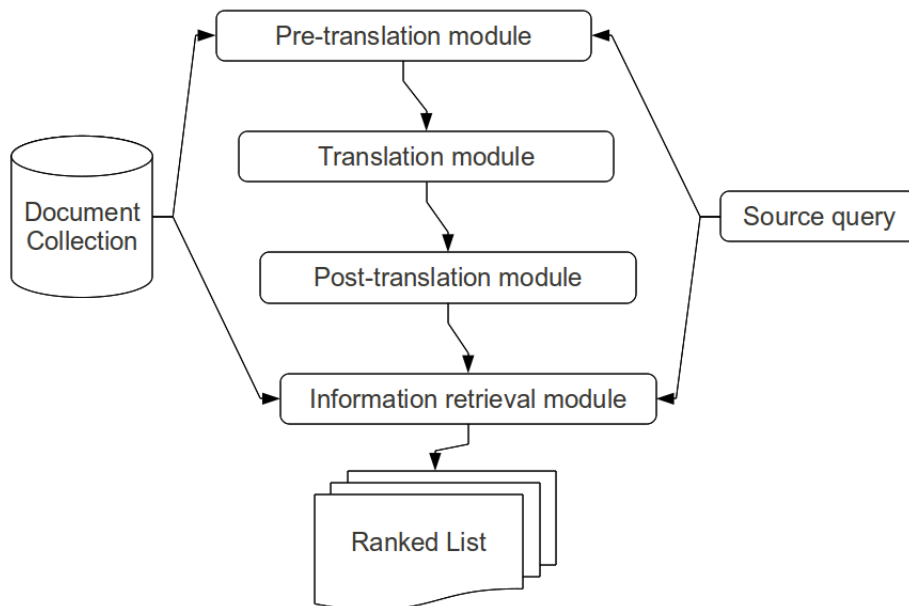 Pre-translation module
Translation module
Document
Collection
Source query
Post-translation module
Information retrieval module
Ranked List